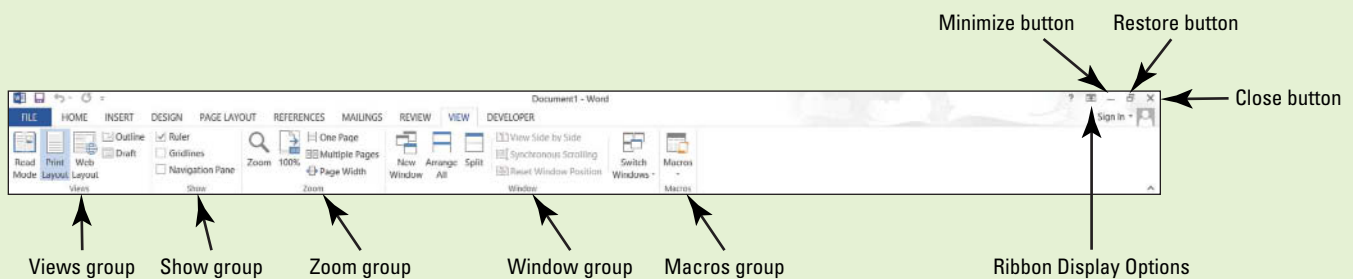 Minimize button Restore button
Document1 - Word ?
Close button
FILE HOME INSERT DESIGN PAGE LAYOUT REFERENCES MAILINGS REVIEW VIEW DEVELOPER Sign in
Outline Ruler One Page View Side by Side
Draft Gridlines Multiple Pages Synchronous Scrolling
Read Mode Print Layout Web Layout Navigation Pane Zoom 100% Page Width New Window Arrange All Split Reset Window Position Switch Windows Macros
Views Show Zoom Window Macros
Views group Show group Zoom group Window group Macros group Ribbon Display Options